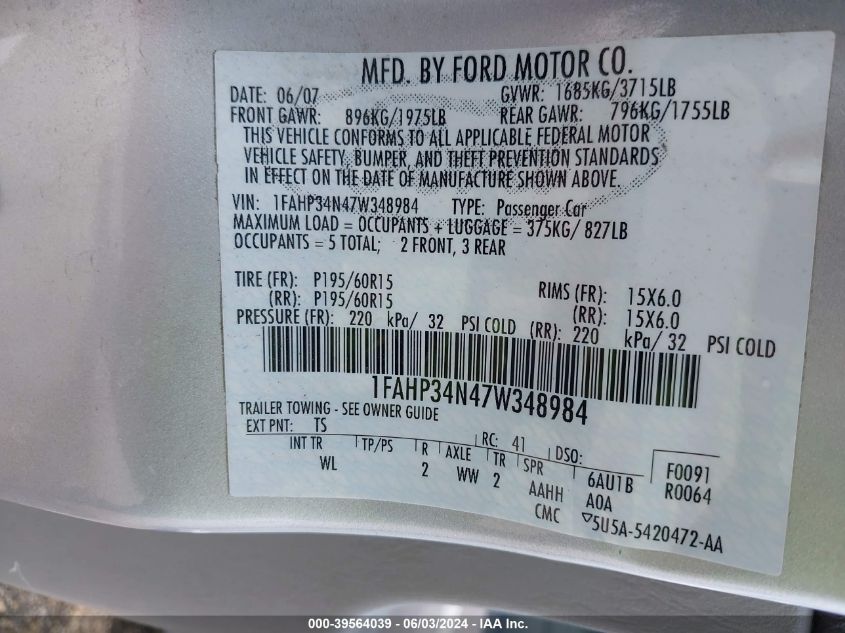 MFD. BY FORD MOTOR CO.
DATE: 06/07 GVWR: 1685KG/3715LB
FRONT GAWR: 896KG/1975LB REAR GAWR: 796KG/1755LB
THIS VEHICLE CONFORMS TO ALL APPLICABLE FEDERAL MOTOR
VEHICLE SAFETY, BUMPER, AND THEFT PREVENTION STANDARDS
IN EFFECT ON THE DATE OF MANUFACTURE SHOWN ABOVE.
VIN: 1FAHP34N47W348984 TYPE: Passenger Car
MAXIMUM LOAD = OCCUPANTS + LUGGAGE = 375KG/ 827LB
OCCUPANTS = 5 TOTAL; 2 FRONT, 3 REAR
TIRE (FR): P195/60R15 RIMS (FR): 15X6.0
(RR): P195/60R15 (RR): 15X6.0
PRESSURE (FR): 220 kPa/ 32 PSI COLD (RR): 220 kPa/ 32 PSI COLD
1FAHP34N47W348984
TRAILER TOWING - SEE OWNER GUIDE
EXT PNT: TS RC: 41 DSO:
INT TR TP/PS R AXLE TR SPR 6AU1B F0091
WL 2 WW 2 AAHH A0A R0064
CMC ▽5U5A-5420472-AA
000-39564039 - 06/03/2024 - IAA Inc.